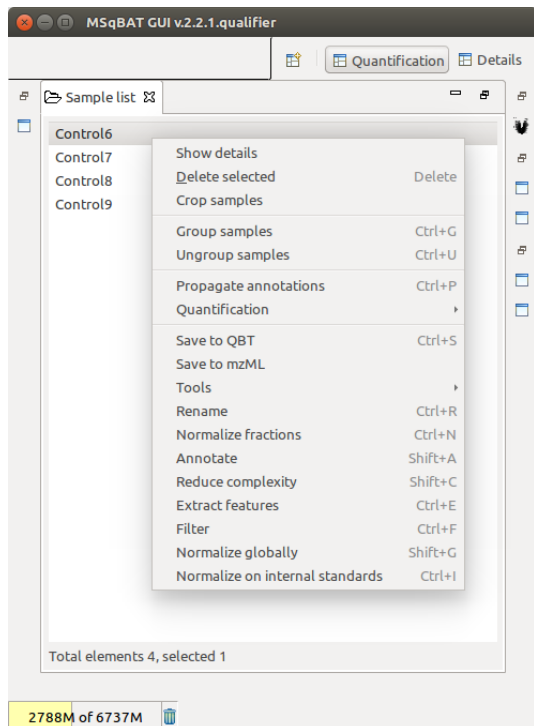 MSqBAT GUI v.2.2.1.qualifier
Quantification Details
Sample list
Control6
Control7
Control8
Control9
Show details
Delete selected Delete
Crop samples
Group samples Ctrl+G
Ungroup samples Ctrl+U
Propagate annotations Ctrl+P
Quantification
Save to QBT Ctrl+S
Save to mzML
Tools
Rename Ctrl+R
Normalize fractions Ctrl+N
Annotate Shift+A
Reduce complexity Shift+C
Extract features Ctrl+E
Filter Ctrl+F
Normalize globally Shift+G
Normalize on internal standards Ctrl+I
Total elements 4, selected 1
2788M of 6737M